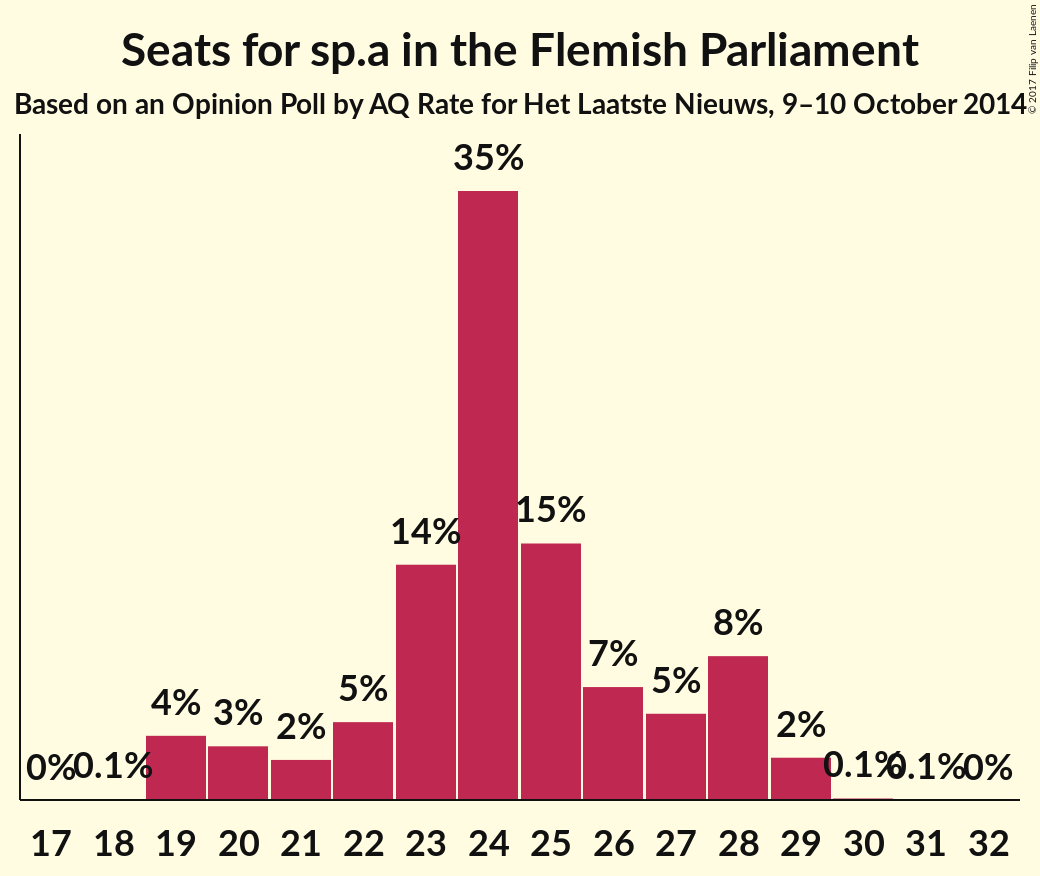 Seats for sp.a in the Flemish Parliament
Based on an Opinion Poll by AQ Rate for Het Laatste Nieuws, 9–10 October 2014
© 2017 Filip van Laenen
0% 0.1% 4% 3% 2% 5% 14% 35% 15% 7% 5% 8% 2% 0.1% 0.1% 0%
17 18 19 20 21 22 23 24 25 26 27 28 29 30 31 32